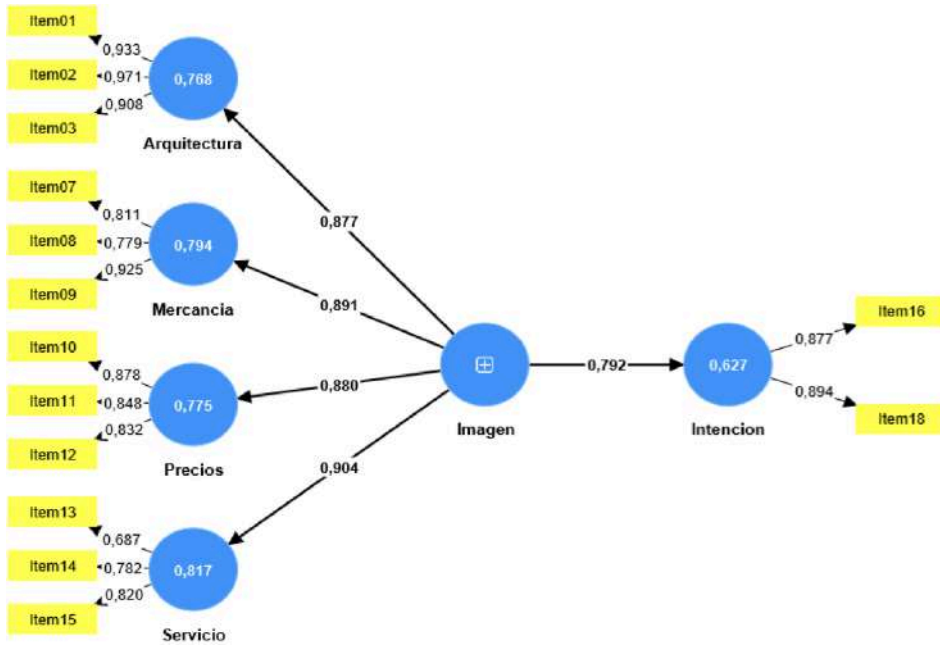 Item01
0,933
Item02
0,971
0,768
0,908
Item03
Arquitectura
Item07
0,811
Item08
0,779
0,794
0,925
Item09
Mercancia
Item10
0,878
Item11
0,848
0,775
0,832
Item12
Precios
Item13
0,687
Item14
0,782
0,817
0,820
Item15
Servicio
0,877
0,891
0,880
0,904
Imagen
0,792
0,627
Intencion
0,877
Item16
0,894
Item18